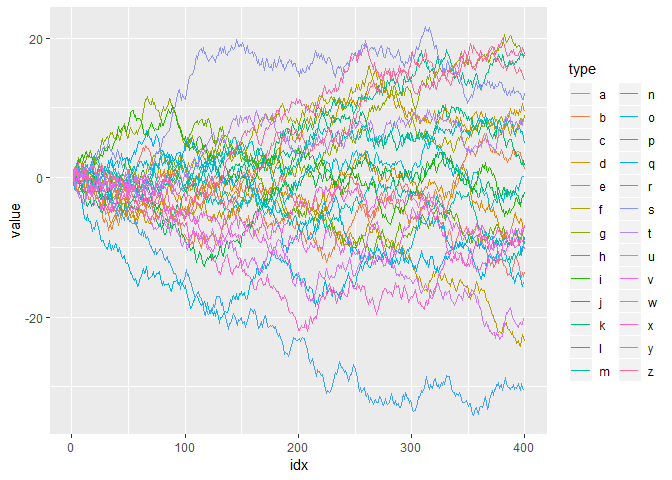 type
a n
b o
c p
d q
e r
f s
g t
h u
i v
j w
k x
l y
m z
20
0
-20
value
0 100 200 300 400
idx